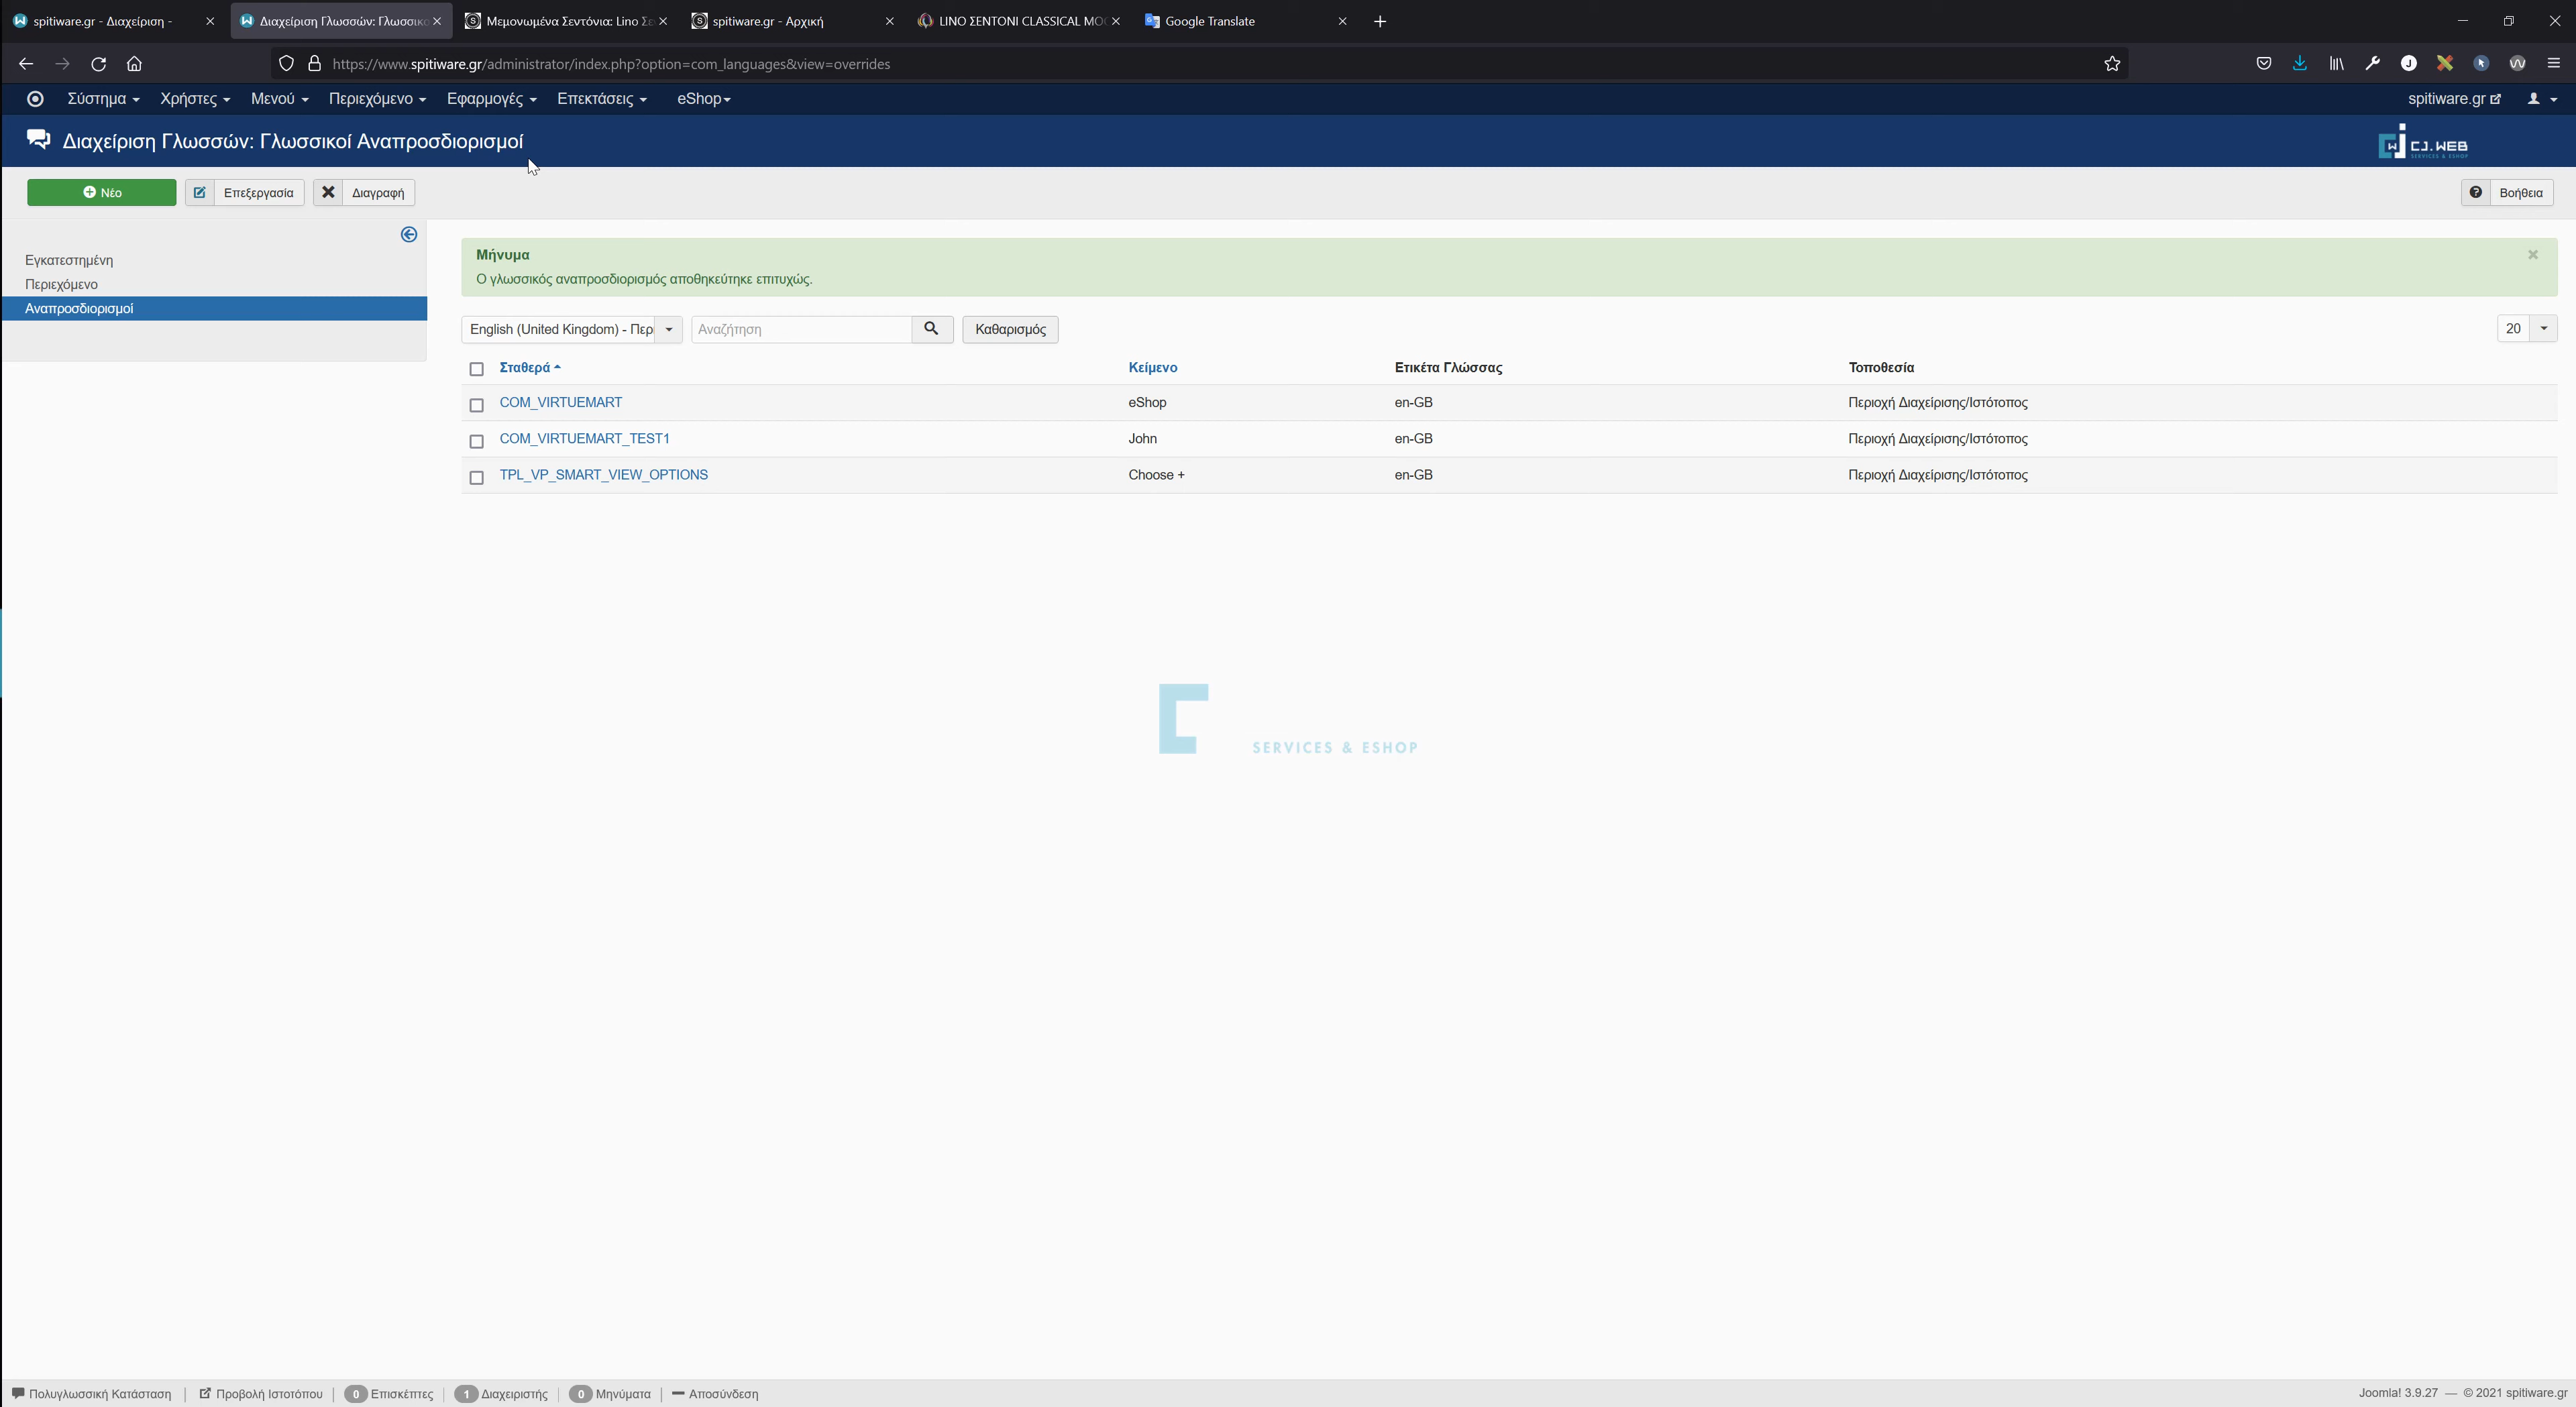 spitiware.gr - Διαχείριση -
Διαχείριση Γλωσσών: Γλωσσικο
Μεμονωμένα Σεντόνια: Lino Σε
spitiware.gr - Αρχική
LINO ΣΕΝΤΟΝΙ CLASSICAL MO
Google Translate
https://www.spitiware.gr/administrator/index.php?option=com_languages&view=overrides
Σύστημα Χρήστες Μενού Περιεχόμενο Εφαρμογές Επεκτάσεις eShop spitiware.gr
Διαχείριση Γλωσσών: Γλωσσικοί Αναπροσδιορισμοί
CJ.WEB
SERVICES & ESHOP
Νέο Επεξεργασία Διαγραφή Βοήθεια
Εγκατεστημένη
Περιεχόμενο
Αναπροσδιορισμοί
Μήνυμα
Ο γλωσσικός αναπροσδιορισμός αποθηκεύτηκε επιτυχώς.
English (United Kingdom) - Περι Αναζήτηση Καθαρισμός 20
Σταθερά Κείμενο Ετικέτα Γλώσσας Τοποθεσία
COM_VIRTUEMART eShop en-GB Περιοχή Διαχείρισης/Ιστότοπος
COM_VIRTUEMART_TEST1 John en-GB Περιοχή Διαχείρισης/Ιστότοπος
TPL_VP_SMART_VIEW_OPTIONS Choose + en-GB Περιοχή Διαχείρισης/Ιστότοπος
SERVICES & ESHOP
Πολυγλωσσική Κατάσταση Προβολή Ιστοτόπου 0 Επισκέπτες 1 Διαχειριστής 0 Μηνύματα Αποσύνδεση Joomla! 3.9.27 — © 2021 spitiware.gr